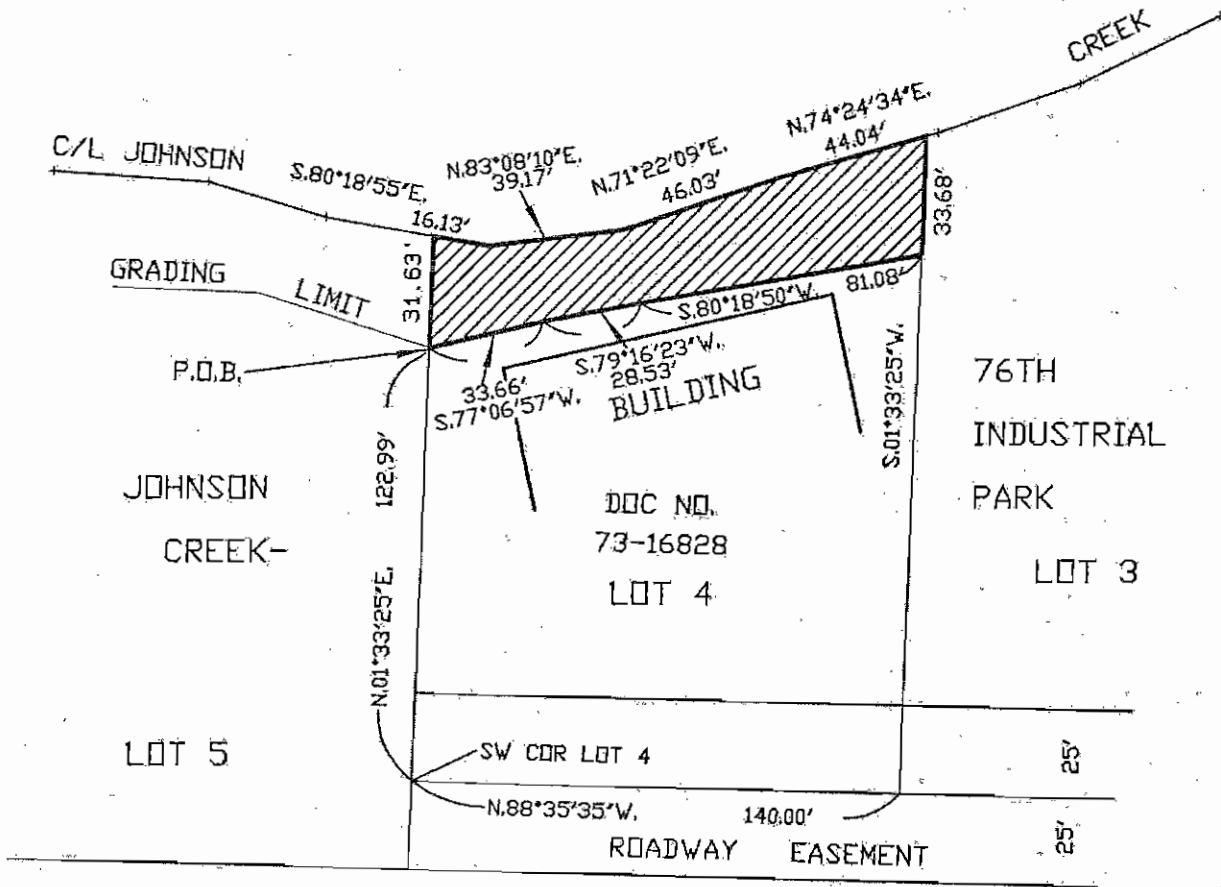 CREEK
C/L JOHNSON
S.80°18'55"E.
16.13'
N.83°08'10"E.
39.17'
N.71°22'09"E.
46.03'
N.74°24'34"E.
44.04'
33.68'
31.63'
GRADING
LIMIT
P.O.B.
33.66'
S.77°06'57"W.
S.79°16'23"W.
28.53'
S.80°18'50"W.
81.08'
BUILDING
S.01°33'25"W.
122.99'
N.01°33'25"E.
JOHNSON
CREEK-
76TH
INDUSTRIAL
PARK
DOC NO.
73-16828
LOT 4
LOT 3
LOT 5
SW COR LOT 4
N.88°35'35"W.
140.00'
25'
25'
ROADWAY EASEMENT